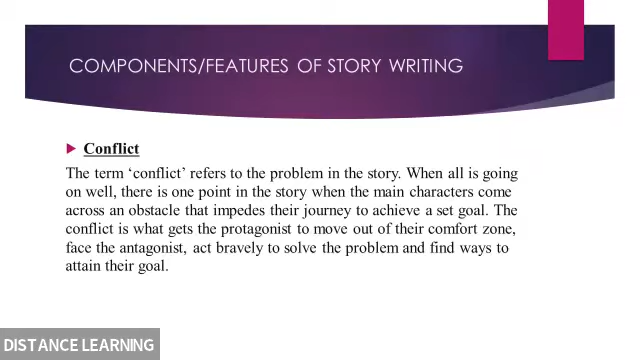 COMPONENTS/FEATURES OF STORY WRITING
Conflict
The term ‘conflict’ refers to the problem in the story. When all is going
on well, there is one point in the story when the main characters come
across an obstacle that impedes their journey to achieve a set goal. The
conflict is what gets the protagonist to move out of their comfort zone,
face the antagonist, act bravely to solve the problem and find ways to
attain their goal.
DISTANCE LEARNING